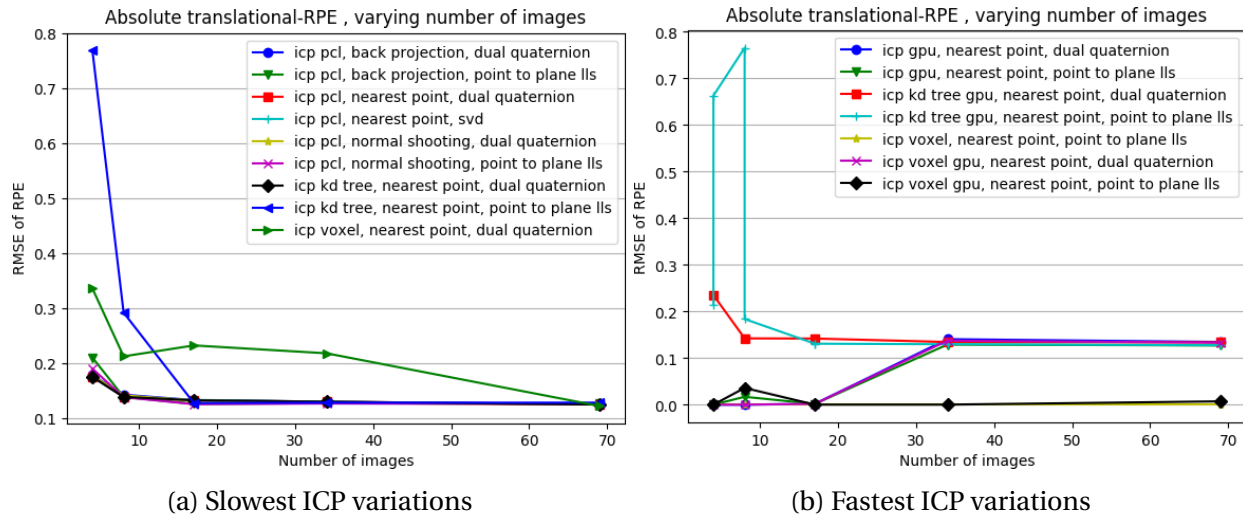 Absolute translational-RPE , varying number of images
0.8
0.7
0.6
0.5
0.4
0.3
0.2
0.1
RMSE of RPE
icp pcl, back projection, dual quaternion
icp pcl, back projection, point to plane lls
icp pcl, nearest point, dual quaternion
icp pcl, nearest point, svd
icp pcl, normal shooting, dual quaternion
icp pcl, normal shooting, point to plane lls
icp kd tree, nearest point, dual quaternion
icp kd tree, nearest point, point to plane lls
icp voxel, nearest point, dual quaternion
10 20 30 40 50 60 70
Number of images
(a) Slowest ICP variations
Absolute translational-RPE , varying number of images
0.8
0.7
0.6
0.5
0.4
0.3
0.2
0.1
0.0
RMSE of RPE
icp gpu, nearest point, dual quaternion
icp gpu, nearest point, point to plane lls
icp kd tree gpu, nearest point, dual quaternion
icp kd tree gpu, nearest point, point to plane lls
icp voxel, nearest point, point to plane lls
icp voxel gpu, nearest point, dual quaternion
icp voxel gpu, nearest point, point to plane lls
10 20 30 40 50 60 70
Number of images
(b) Fastest ICP variations